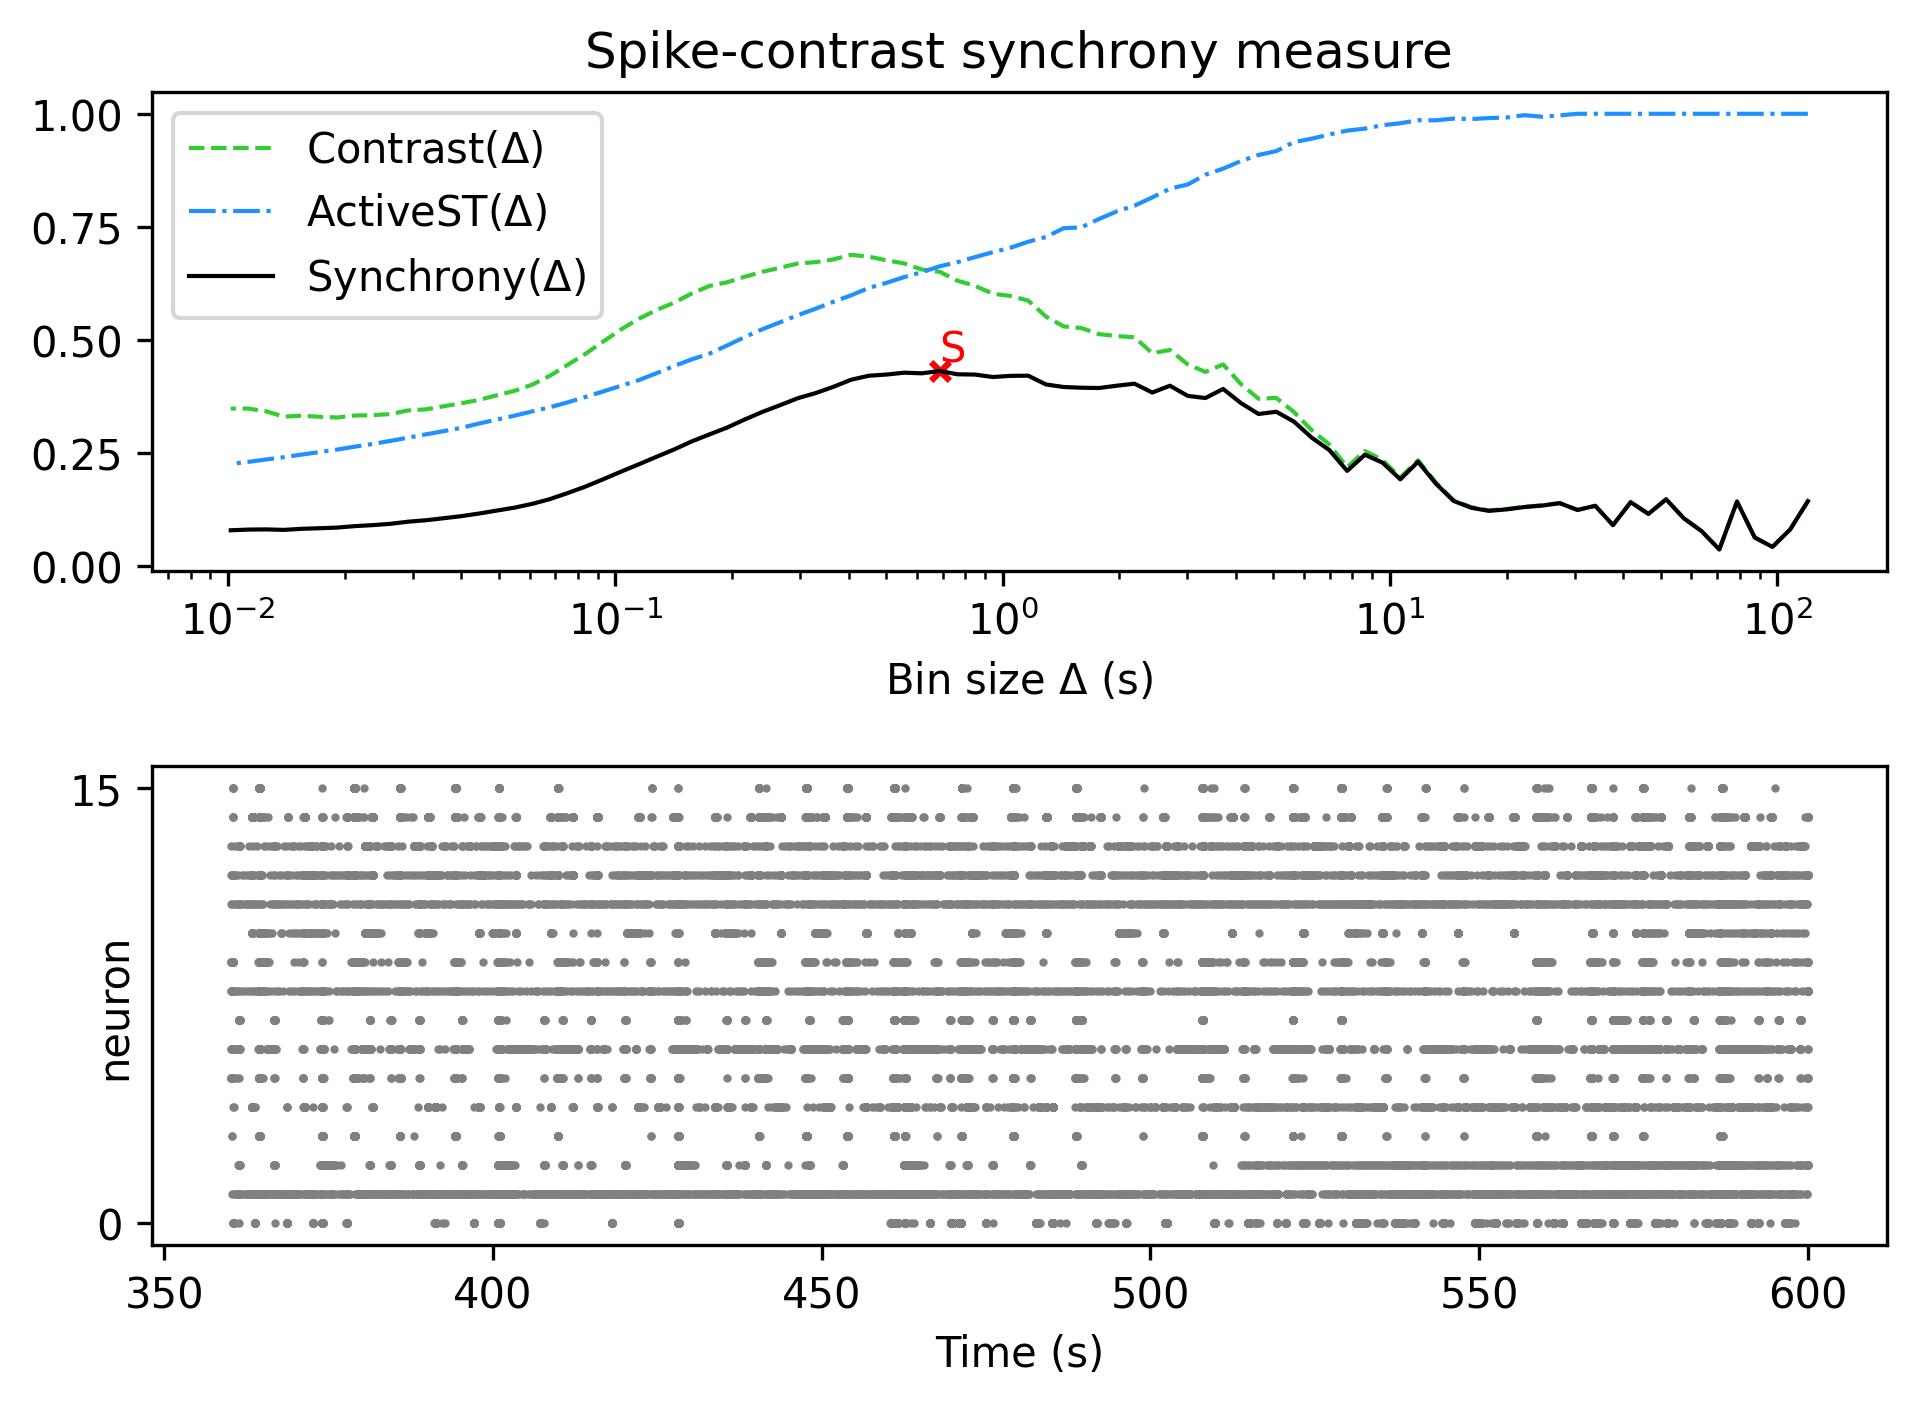 Spike-contrast synchrony measure
1.00
0.75
0.50
0.25
0.00
Contrast(Δ)
ActiveST(Δ)
Synchrony(Δ)
S
10⁻² 10⁻¹ 10⁰ 10¹ 10²
Bin size Δ (s)
15
0
neuron
350 400 450 500 550 600
Time (s)